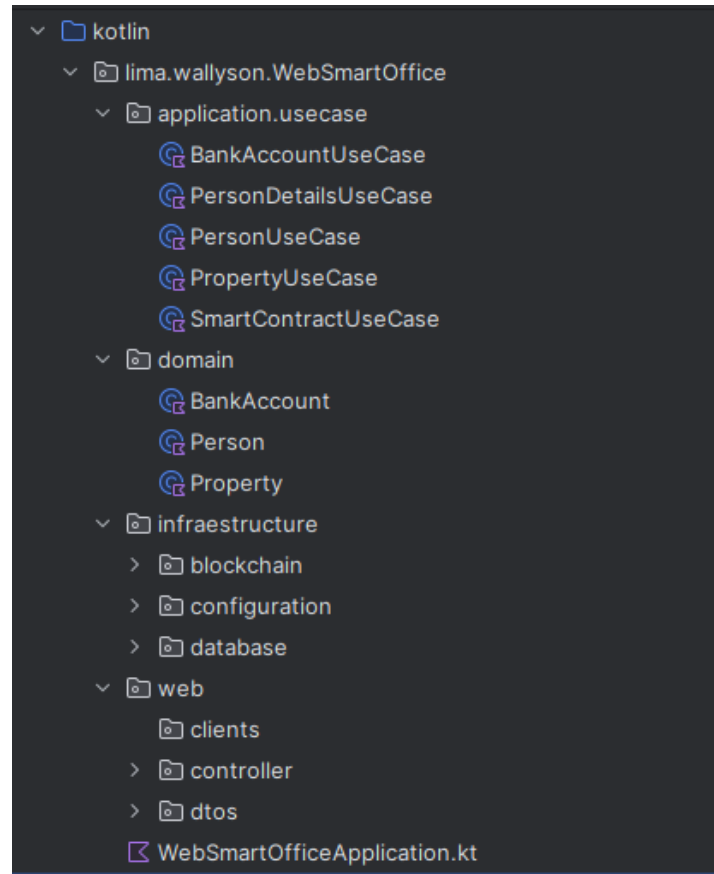 kotlin
lima.wallyson.WebSmartOffice
application.usecase
BankAccountUseCase
PersonDetailsUseCase
PersonUseCase
PropertyUseCase
SmartContractUseCase
domain
BankAccount
Person
Property
infraestructure
blockchain
configuration
database
web
clients
controller
dtos
WebSmartOfficeApplication.kt